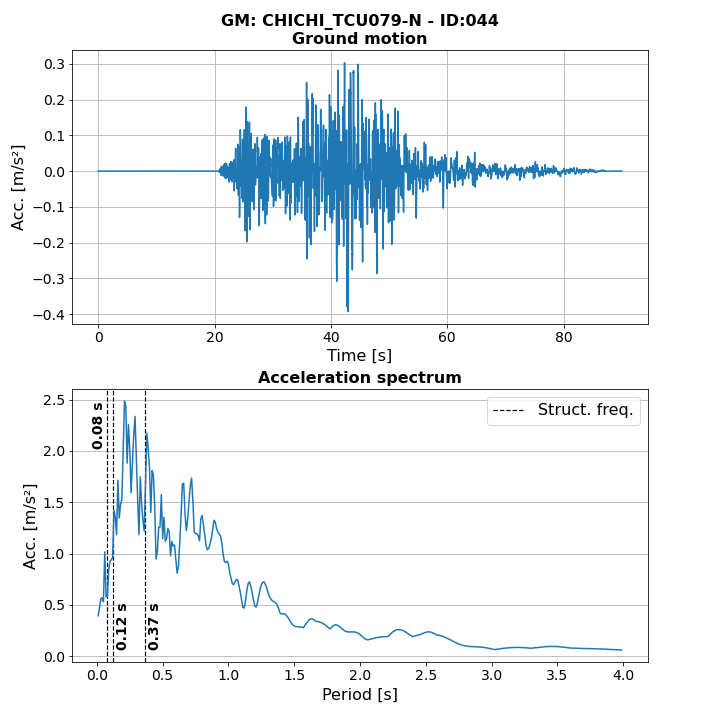 GM: CHICHI_TCU079-N - ID:044
Ground motion
0.3
0.2
0.1
0.0
−0.1
−0.2
−0.3
−0.4
Acc. [m/s²]
0 20 40 60 80
Time [s]
Acceleration spectrum
2.5
2.0
1.5
1.0
0.5
0.0
Acc. [m/s²]
Struct. freq.
0.08 s
0.12 s
0.37 s
0.0 0.5 1.0 1.5 2.0 2.5 3.0 3.5 4.0
Period [s]